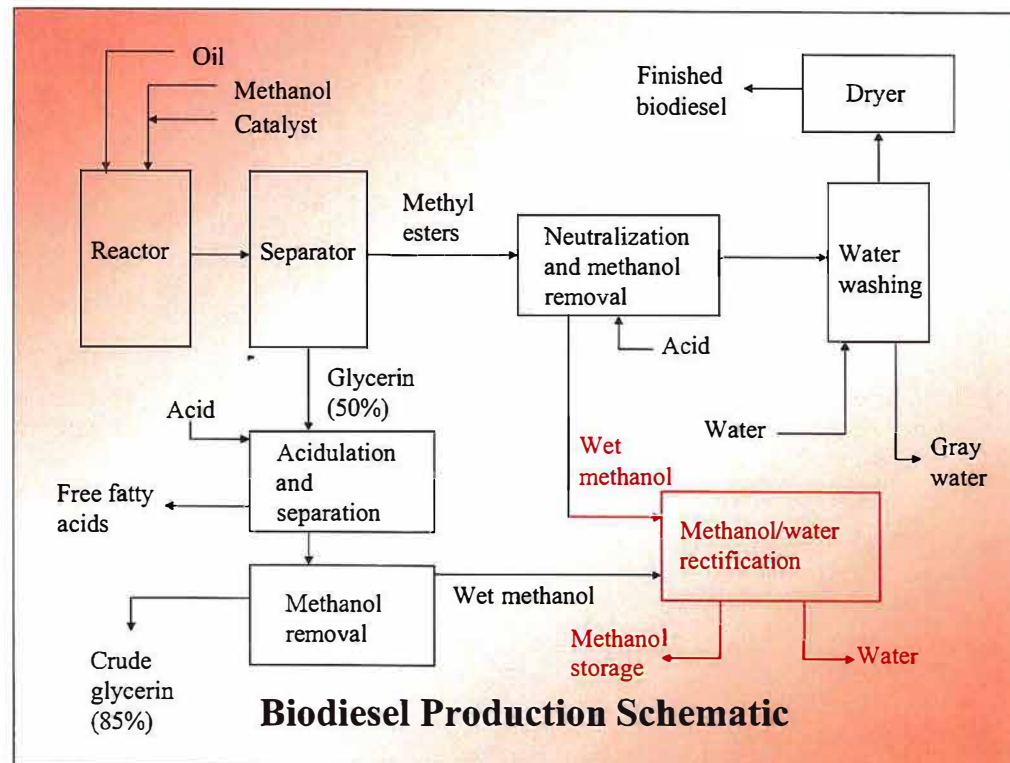 Oil
Methanol
Catalyst
Finished
biodiesel
Dryer
Reactor
Separator
Methyl
esters
Neutralization
and methanol
removal
Water
washing
Acid
Glycerin
(50%)
Acid
Water
Gray
water
Acidulation
and
separation
Wet
methanol
Free fatty
acids
Methanol/water
rectification
Methanol
removal
Wet methanol
Methanol
storage
Water
Crude
glycerin
(85%)
Biodiesel Production Schematic